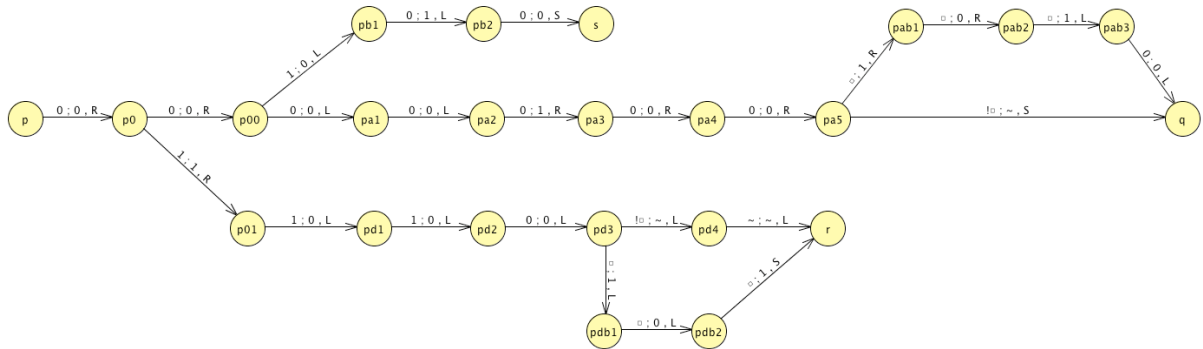 pb1 0;1,L pb2 0;0,S s
pab1 □;0,R pab2 □;1,L pab3
1;0,L
□;1,R
0;0,L
p 0;0,R p0 0;0,R p00 0;0,L pa1 0;0,L pa2 0;1,R pa3 0;0,R pa4 0;0,R pa5 !□;~,S q
1;1,R
p01 1;0,L pd1 1;0,L pd2 0;0,L pd3 !□;~,L pd4 ~;~,L r
□;1,L
□;1,S
pdb1 □;0,L pdb2